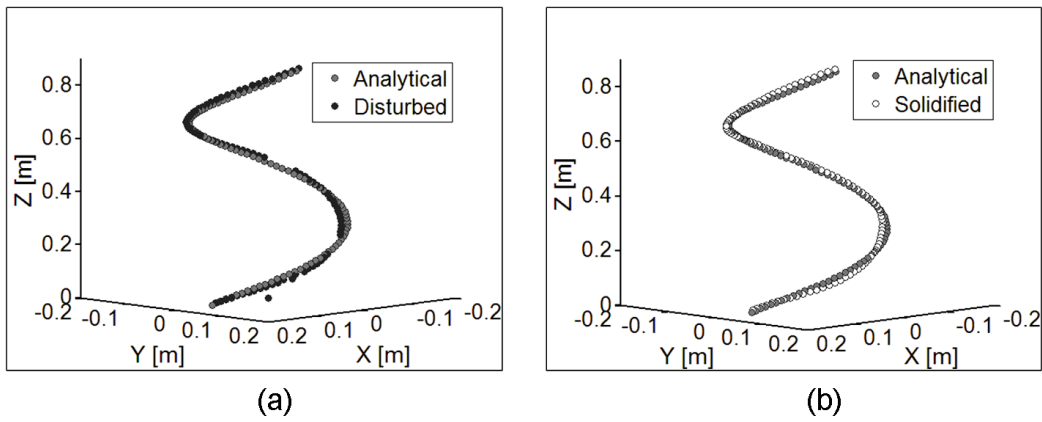 Analytical
Disturbed
0.8
0.6
0.4
0.2
0
Z [m]
-0.2 -0.1 0 0.1 0.2
Y [m]
0.2 0.1 0 -0.1 -0.2
X [m]
(a)
Analytical
Solidified
0.8
0.6
0.4
0.2
0
Z [m]
-0.2 -0.1 0 0.1 0.2
Y [m]
0.2 0.1 0 -0.1 -0.2
X [m]
(b)